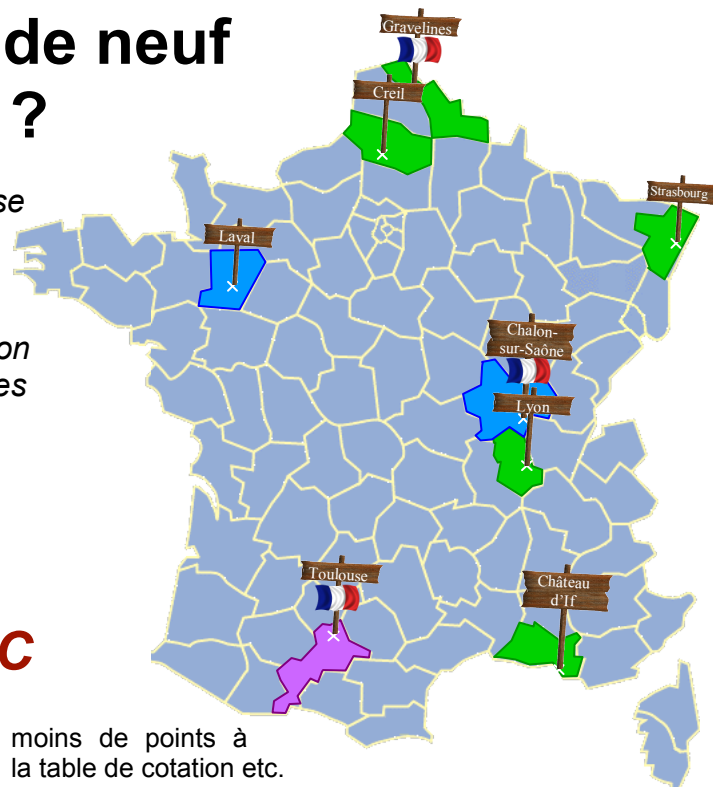 de neuf
?
se
on
es
C
moins de points à
la table de cotation etc.
Gravelines
Creil
Strasbourg
Laval
Chalon-
sur-Saône
Lyon
Toulouse
Château
d'If